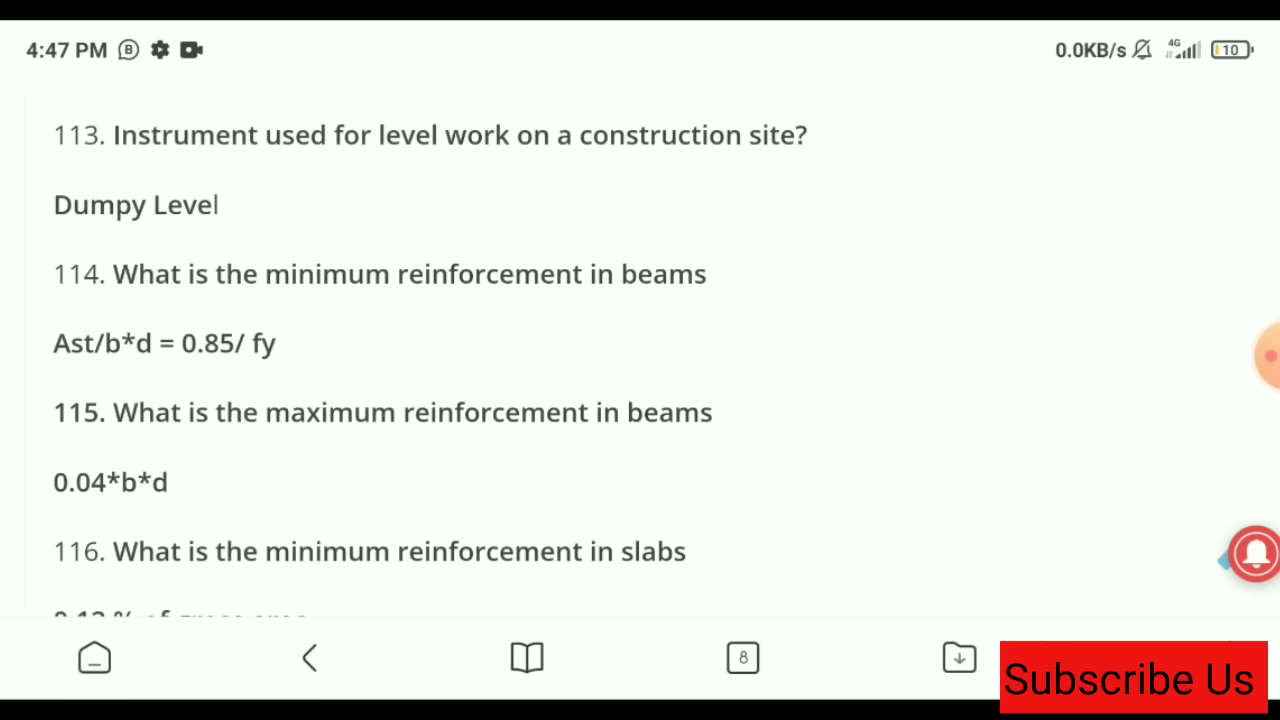 4:47 PM
0.0KB/s 4G 10
113. Instrument used for level work on a construction site?
Dumpy Level
114. What is the minimum reinforcement in beams
Ast/b*d = 0.85/ fy
115. What is the maximum reinforcement in beams
0.04*b*d
116. What is the minimum reinforcement in slabs
8
Subscribe Us